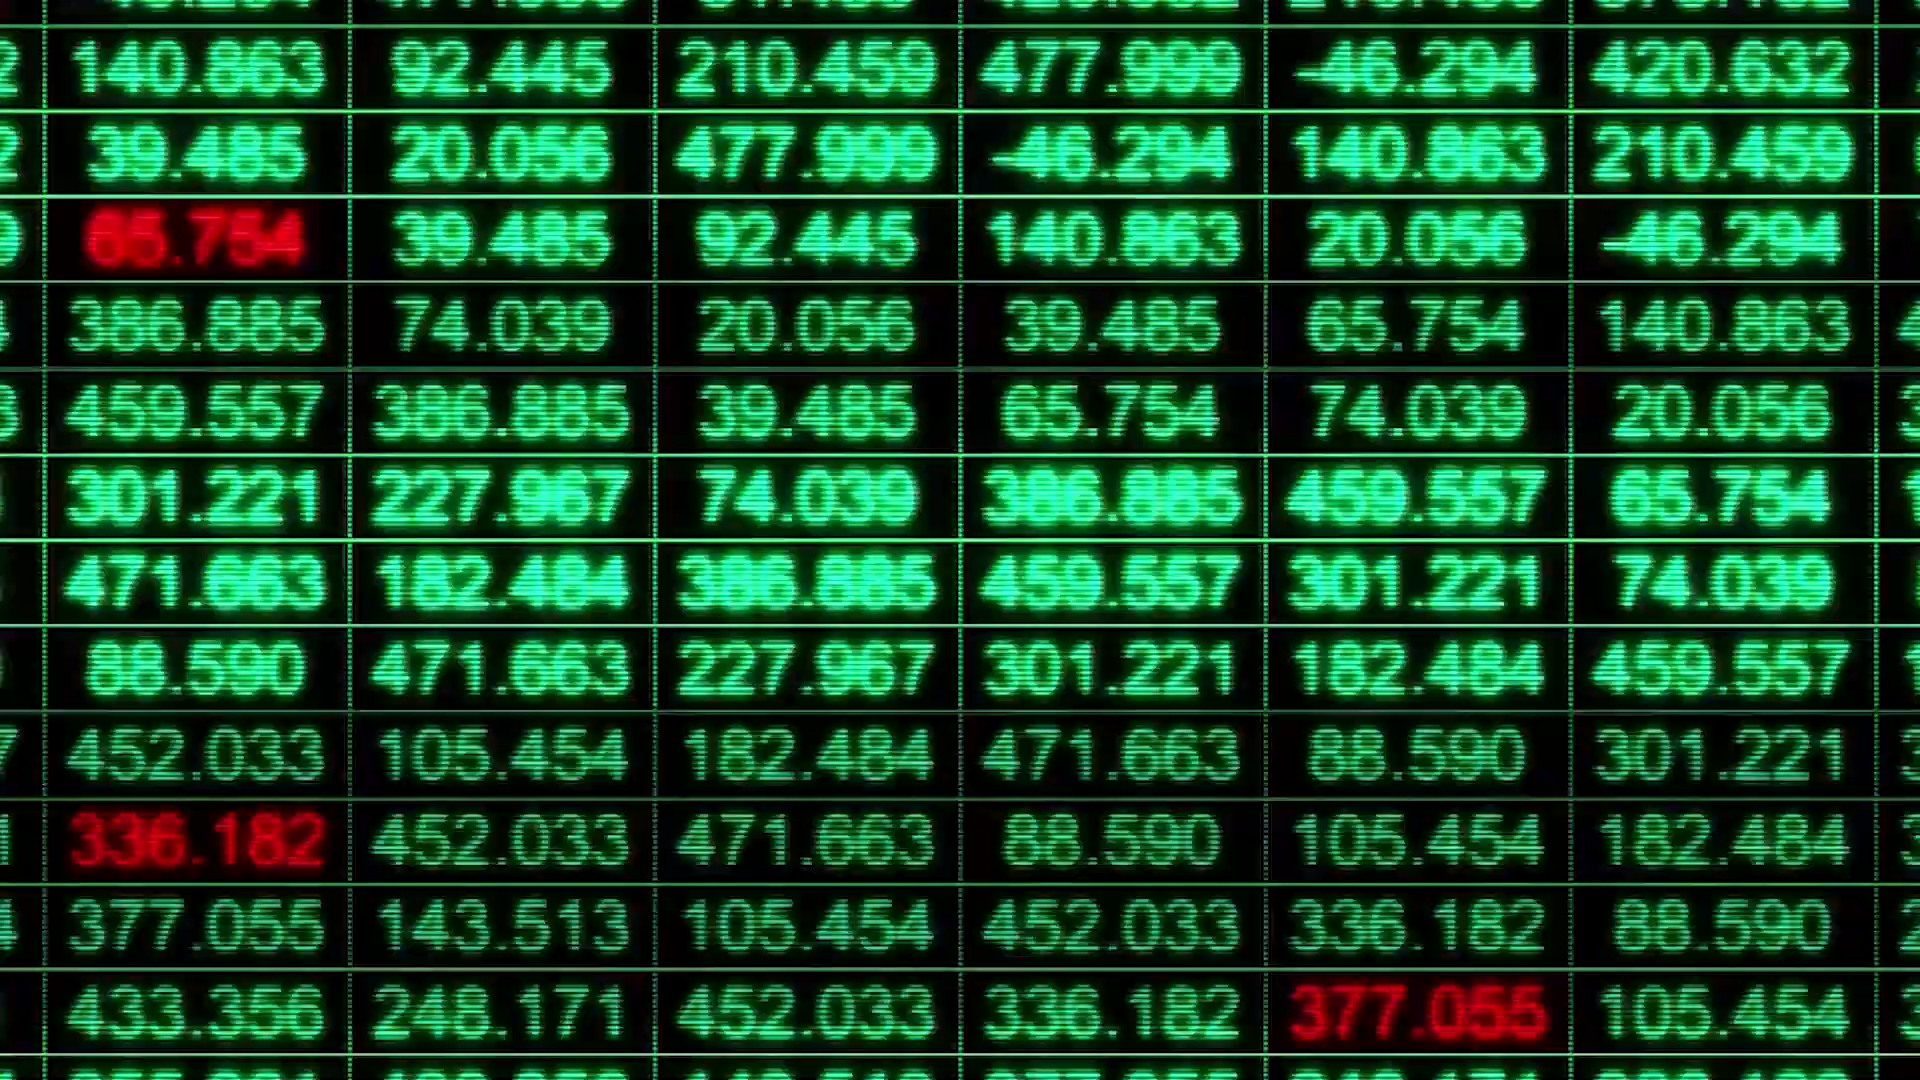 140.863 92.445 210.459 477.999 -46.294 420.632
39.485 20.056 477.999 -46.294 140.863 210.459
65.754 39.485 92.445 140.863 20.056 -46.294
386.885 74.039 20.056 39.485 65.754 140.863
459.557 386.885 39.485 65.754 74.039 20.056
301.221 227.967 74.039 386.885 459.557 65.754
471.663 182.484 386.885 459.557 301.221 74.039
88.590 471.663 227.967 301.221 182.484 459.557
452.033 105.454 182.484 471.663 88.590 301.221
336.182 452.033 471.663 88.590 105.454 182.484
377.055 143.513 105.454 452.033 336.182 88.590
433.356 248.171 452.033 336.182 377.055 105.454